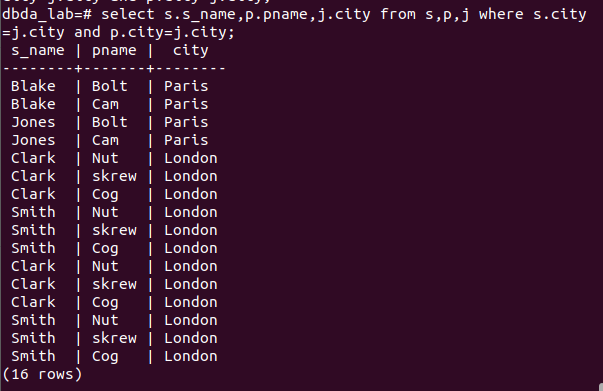 dbda_lab=# select s.s_name,p.pname,j.city from s,p,j where s.city
=j.city and p.city=j.city;
 s_name | pname | city
--------+-------+--------
 Blake  | Bolt  | Paris
 Blake  | Cam   | Paris
 Jones  | Bolt  | Paris
 Jones  | Cam   | Paris
 Clark  | Nut   | London
 Clark  | skrew | London
 Clark  | Cog   | London
 Smith  | Nut   | London
 Smith  | skrew | London
 Smith  | Cog   | London
 Clark  | Nut   | London
 Clark  | skrew | London
 Clark  | Cog   | London
 Smith  | Nut   | London
 Smith  | skrew | London
 Smith  | Cog   | London
(16 rows)